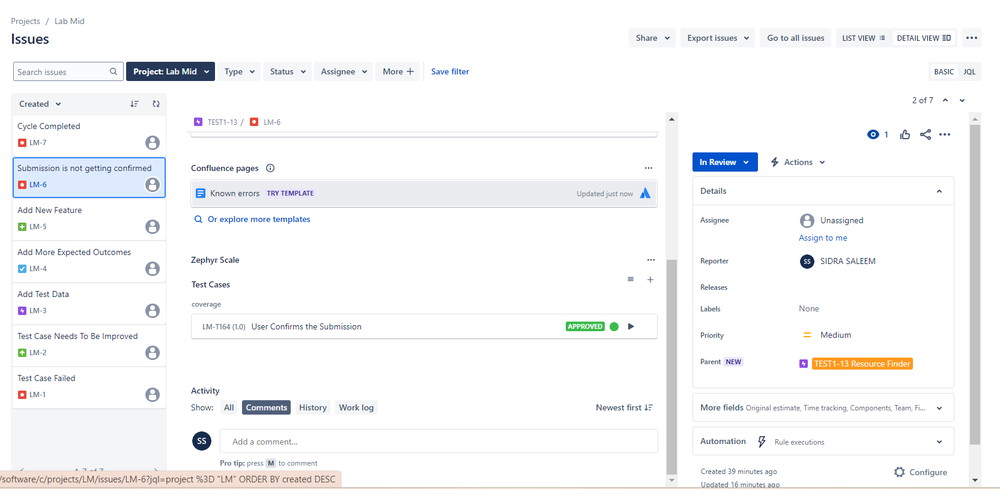 Projects / Lab Mid
Issues
Share
Export issues
Go to all issues
LIST VIEW
DETAIL VIEW
Search issues
Project: Lab Mid
Type
Status
Assignee
More
Save filter
BASIC
JQL
Created
2 of 7
Cycle Completed
LM-7
Submission is not getting confirmed
LM-6
Add New Feature
LM-5
Add More Expected Outcomes
LM-4
Add Test Data
LM-3
Test Case Needs To Be Improved
LM-2
Test Case Failed
LM-1
1-7 of 7
TEST1-13 / LM-6
Confluence pages
Known errors TRY TEMPLATE Updated just now
Or explore more templates
Zephyr Scale
Test Cases
coverage
LM-T164 (1.0) User Confirms the Submission APPROVED
Activity
Show: All Comments History Work log Newest first
SS Add a comment...
Pro tip: press M to comment
1
In Review
Actions
Details
Assignee Unassigned
Assign to me
Reporter SS SIDRA SALEEM
Releases
Labels None
Priority Medium
Parent NEW TEST1-13 Resource Finder
More fields Original estimate, Time tracking, Components, Team, Fi...
Automation Rule executions
Created 39 minutes ago
Configure
Updated 16 minutes ago
/software/c/projects/LM/issues/LM-6?jql=project %3D "LM" ORDER BY created DESC